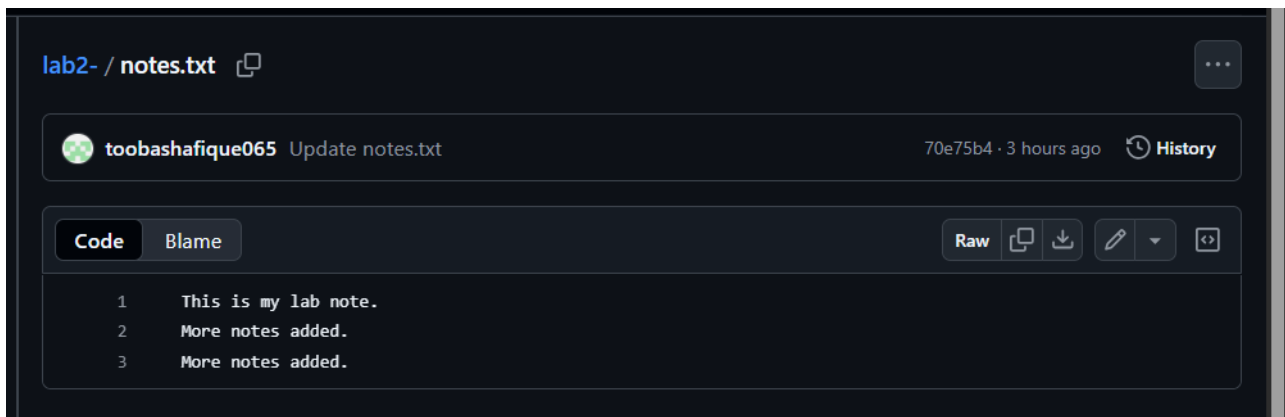 lab2- / notes.txt
toobashafique065 Update notes.txt 70e75b4 · 3 hours ago History
Code Blame Raw
1 This is my lab note.
2 More notes added.
3 More notes added.